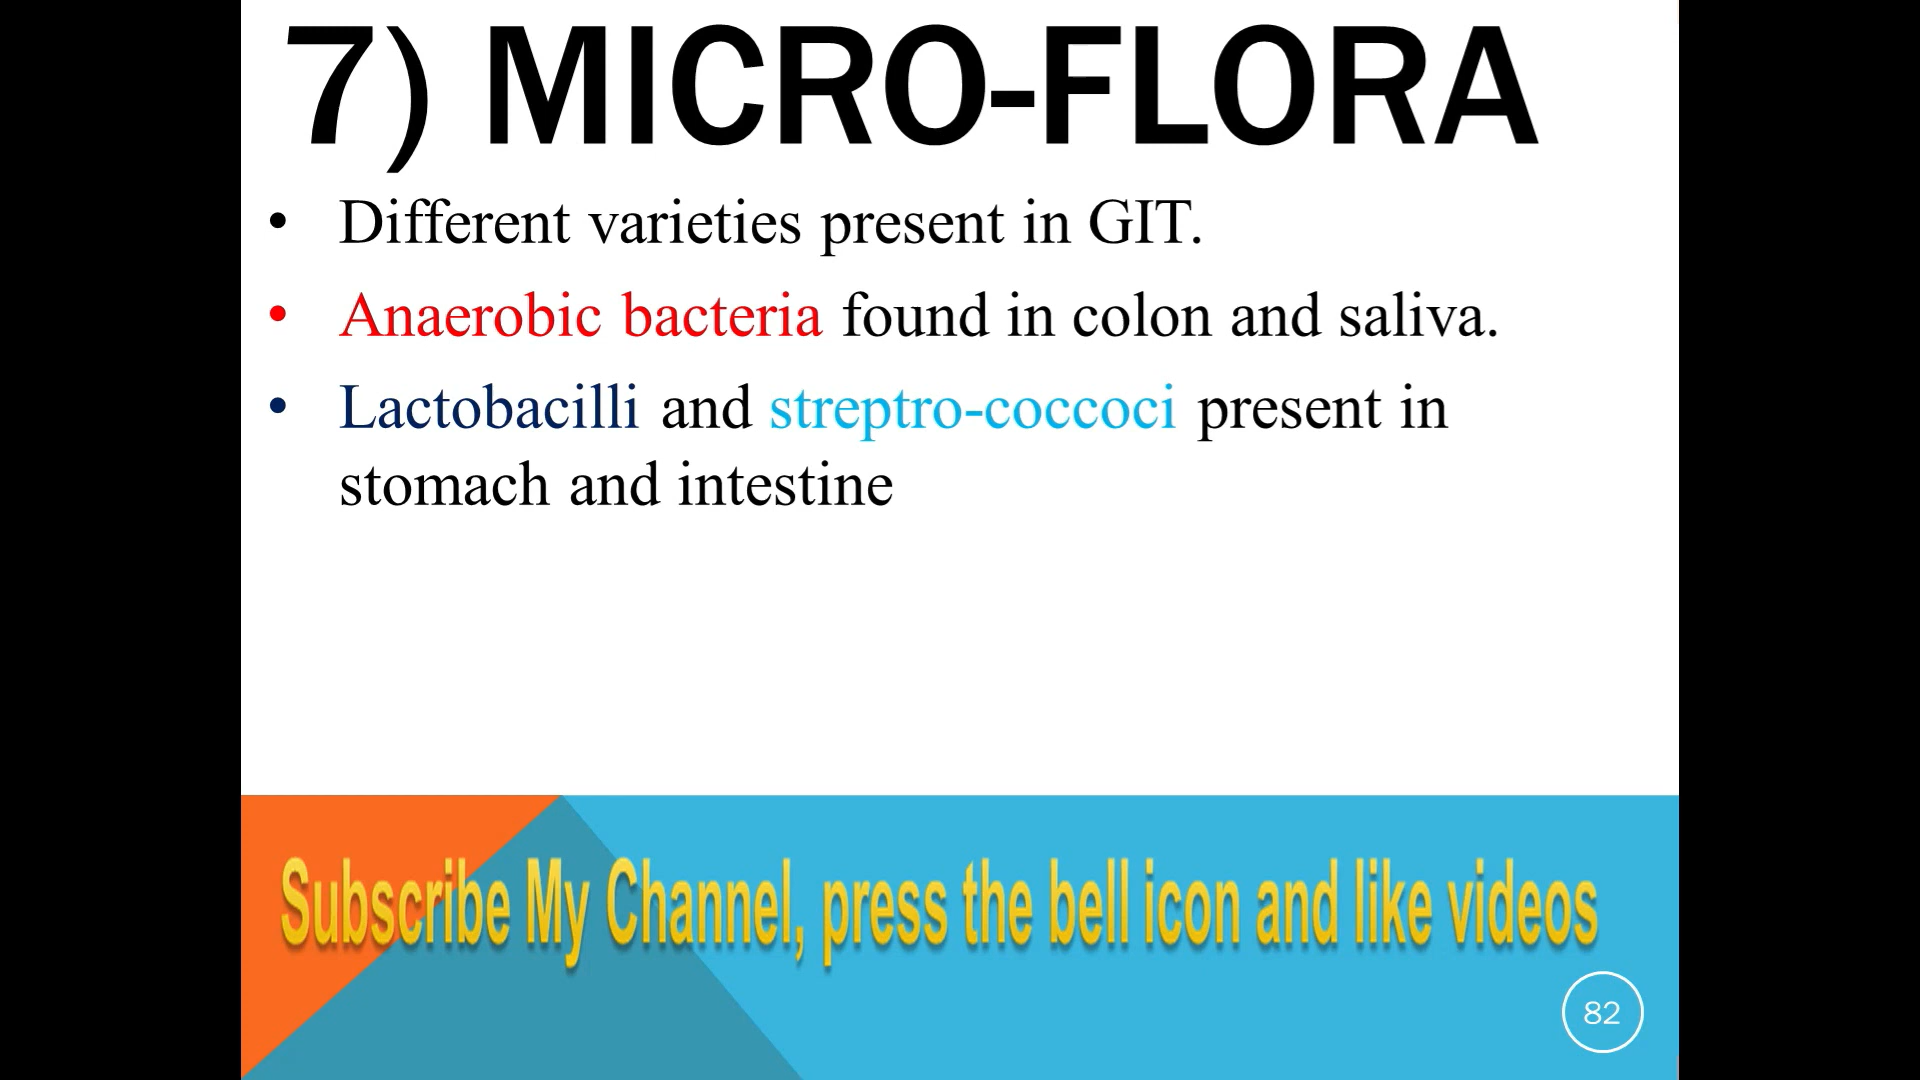 7) MICRO-FLORA
• Different varieties present in GIT.
• Anaerobic bacteria found in colon and saliva.
• Lactobacilli and streptro-coccoci present in
stomach and intestine
Subscribe My Channel, press the bell icon and like videos
82